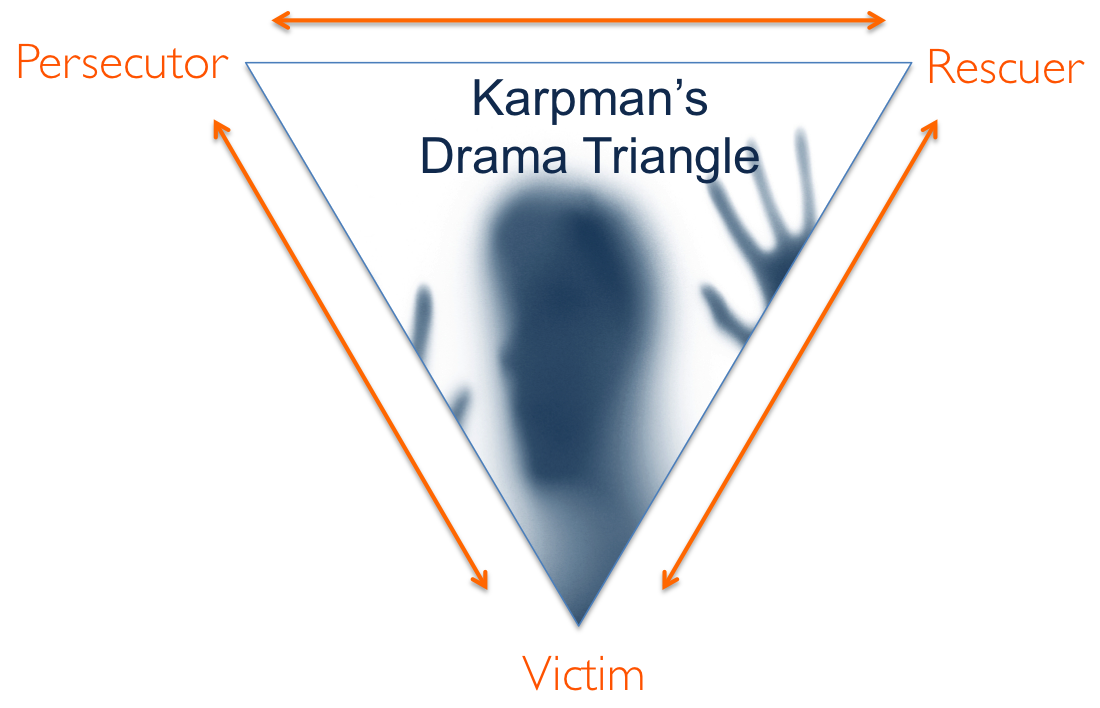 Persecutor
Rescuer
Karpman’s
Drama Triangle
Victim